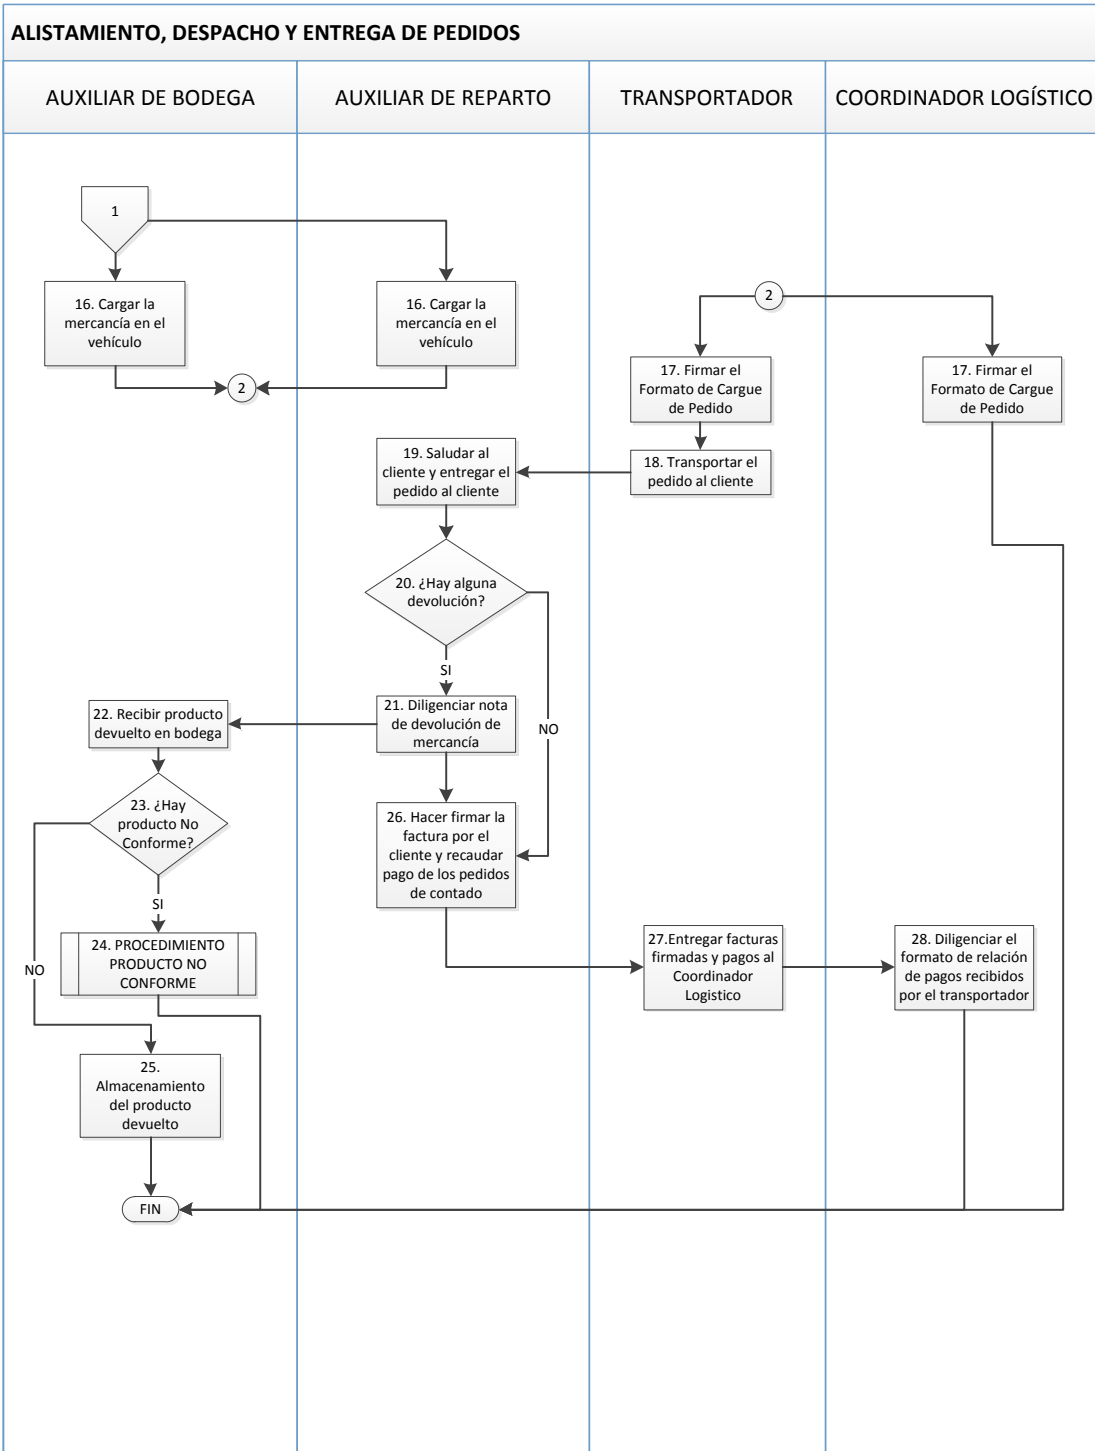 ALISTAMIENTO, DESPACHO Y ENTREGA DE PEDIDOS
AUXILIAR DE BODEGA
AUXILIAR DE REPARTO
TRANSPORTADOR
COORDINADOR LOGÍSTICO
1
16. Cargar la
mercancía en el
vehículo
16. Cargar la
mercancía en el
vehículo
2
2
17. Firmar el
Formato de Cargue
de Pedido
17. Firmar el
Formato de Cargue
de Pedido
18. Transportar el
pedido al cliente
19. Saludar al
cliente y entregar el
pedido al cliente
20. ¿Hay alguna
devolución?
SI
NO
21. Diligenciar nota
de devolución de
mercancía
22. Recibir producto
devuelto en bodega
23. ¿Hay
producto No
Conforme?
SI
NO
24. PROCEDIMIENTO
PRODUCTO NO
CONFORME
25.
Almacenamiento
del producto
devuelto
26. Hacer firmar la
factura por el
cliente y recaudar
pago de los pedidos
de contado
27.Entregar facturas
firmadas y pagos al
Coordinador
Logistico
28. Diligenciar el
formato de relación
de pagos recibidos
por el transportador
FIN